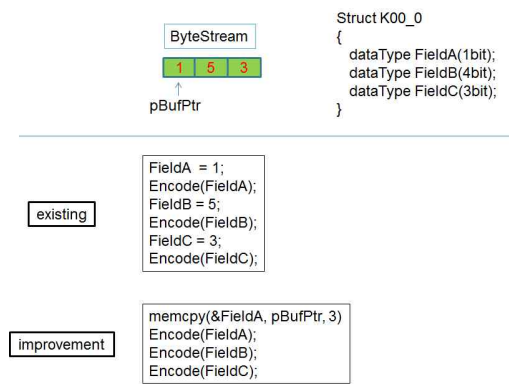 ByteStream
1 5 3
pBufPtr
Struct K00_0
{
dataType FieldA(1bit);
dataType FieldB(4bit);
dataType FieldC(3bit);
}
existing
FieldA = 1;
Encode(FieldA);
FieldB = 5;
Encode(FieldB);
FieldC = 3;
Encode(FieldC);
improvement
memcpy(&FieldA, pBufPtr, 3)
Encode(FieldA);
Encode(FieldB);
Encode(FieldC);